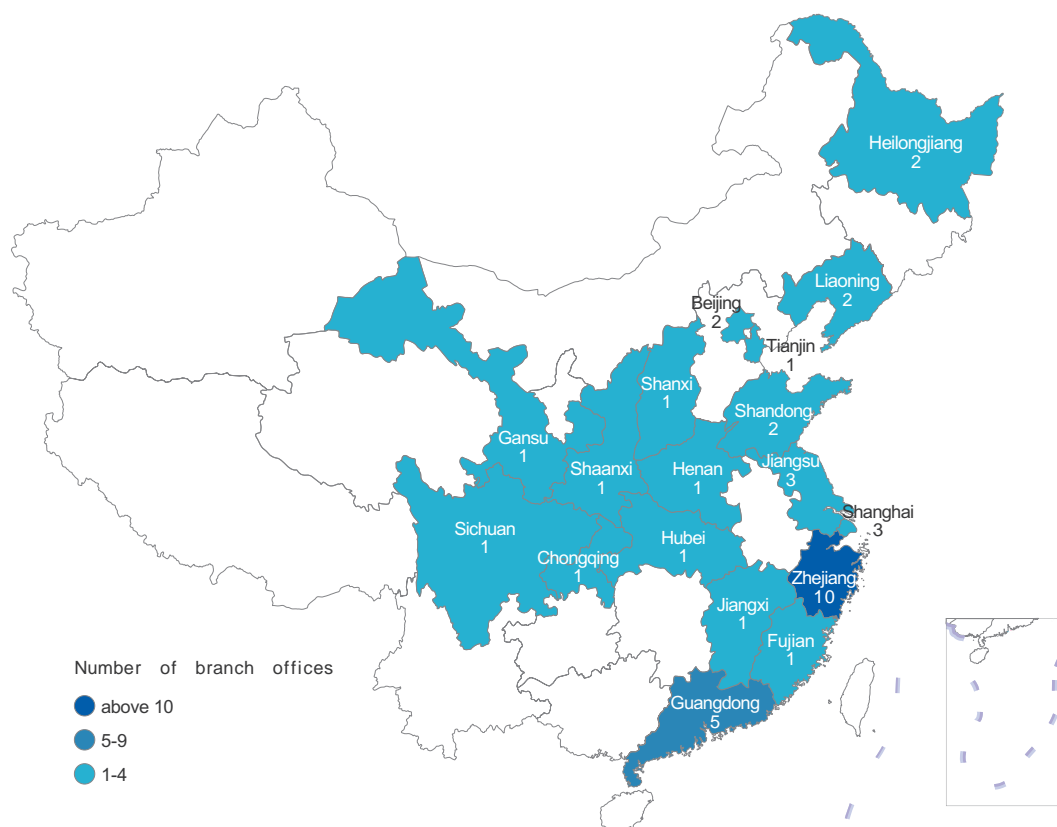 Heilongjiang
2
Liaoning
2
Beijing
2
Tianjin
1
Shanxi
1
Shandong
2
Gansu
1
Shaanxi
1
Henan
1
Jiangsu
3
Shanghai
3
Sichuan
1
Chongqing
1
Hubei
1
Zhejiang
10
Jiangxi
1
Fujian
1
Guangdong
5
Number of branch offices
above 10
5-9
1-4